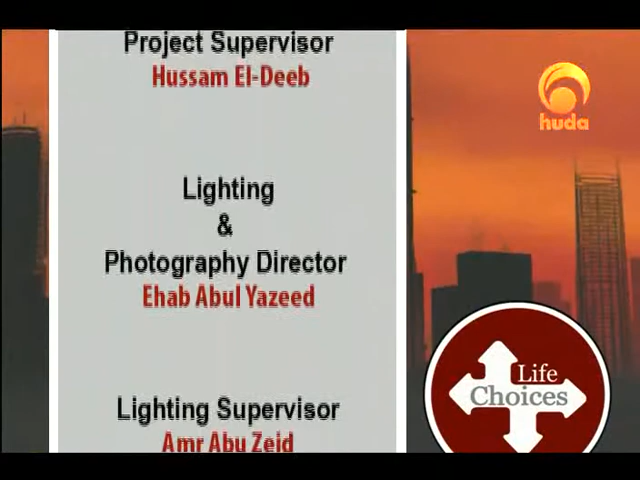 Project Supervisor
Hussam El-Deeb
Lighting
&
Photography Director
Ehab Abul Yazeed
Lighting Supervisor
Amr Abu Zeid
huda
Life
Choices